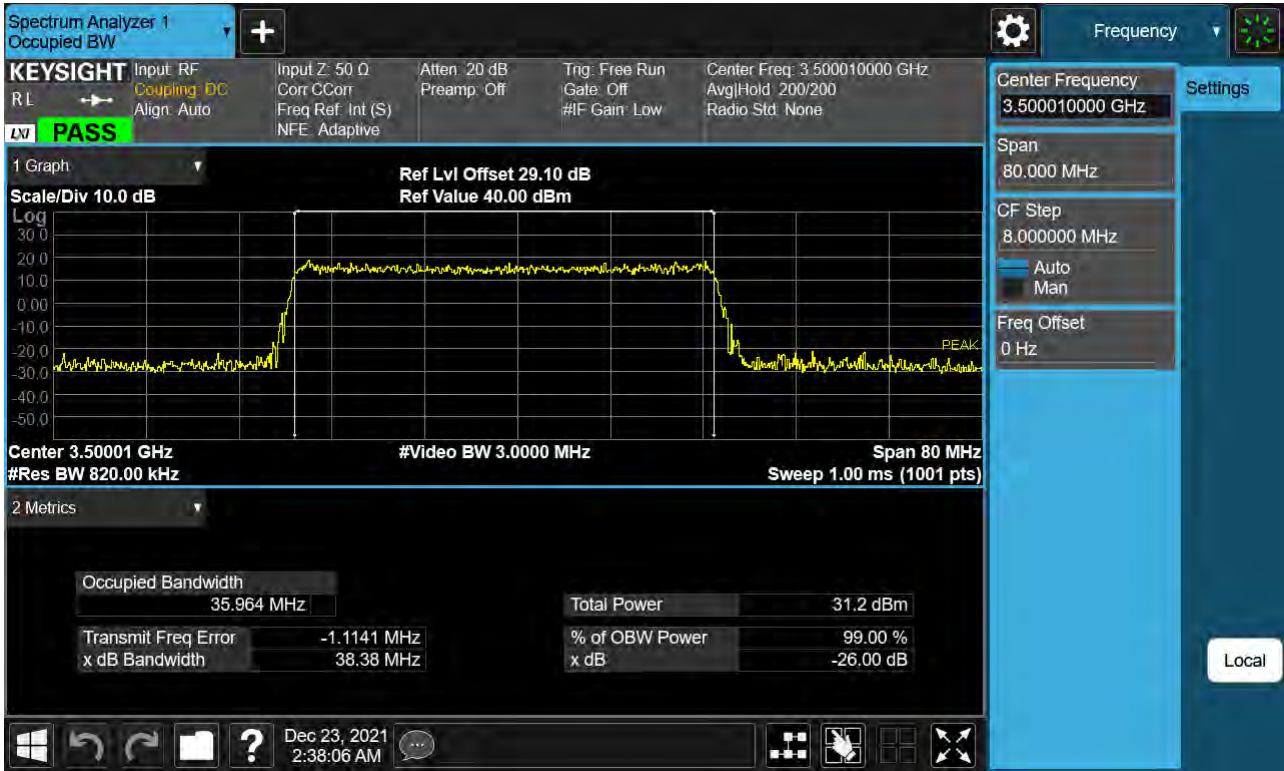 Spectrum Analyzer 1
Occupied BW
+
Frequency
KEYSIGHT
R L
LXI
PASS
Input: RF
Coupling: DC
Align: Auto
Input Z: 50 Ω
Corr CCorr
Freq Ref: Int (S)
NFE: Adaptive
Atten: 20 dB
Preamp: Off
Trig: Free Run
Gate: Off
#IF Gain: Low
Center Freq: 3.500010000 GHz
Avg|Hold: 200/200
Radio Std: None
Center Frequency
3.500010000 GHz
Settings
Span
80.000 MHz
CF Step
8.000000 MHz
Auto
Man
Freq Offset
0 Hz
Local
1 Graph
Scale/Div 10.0 dB
Ref Lvl Offset 29.10 dB
Ref Value 40.00 dBm
Log
30.0
20.0
10.0
0.00
-10.0
-20.0
-30.0
-40.0
-50.0
PEAK
Center 3.50001 GHz
#Video BW 3.0000 MHz
Span 80 MHz
#Res BW 820.00 kHz
Sweep 1.00 ms (1001 pts)
2 Metrics
Occupied Bandwidth
35.964 MHz
Total Power 31.2 dBm
Transmit Freq Error -1.1141 MHz
% of OBW Power 99.00 %
x dB Bandwidth 38.38 MHz
x dB -26.00 dB
?
Dec 23, 2021
2:38:06 AM